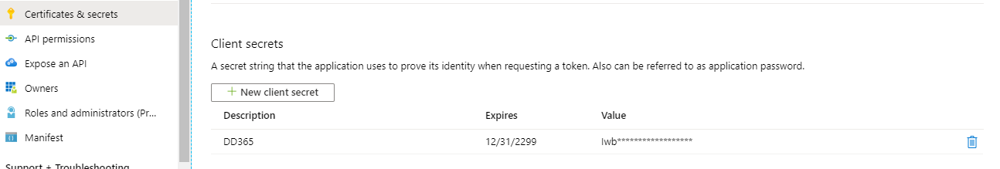 Certificates & secrets
API permissions
Expose an API
Owners
Roles and administrators (Pr...
Manifest
Support + Troubleshooting
Client secrets
A secret string that the application uses to prove its identity when requesting a token. Also can be referred to as application password.
+ New client secret
Description Expires Value
DD365 12/31/2299 Iwb******************